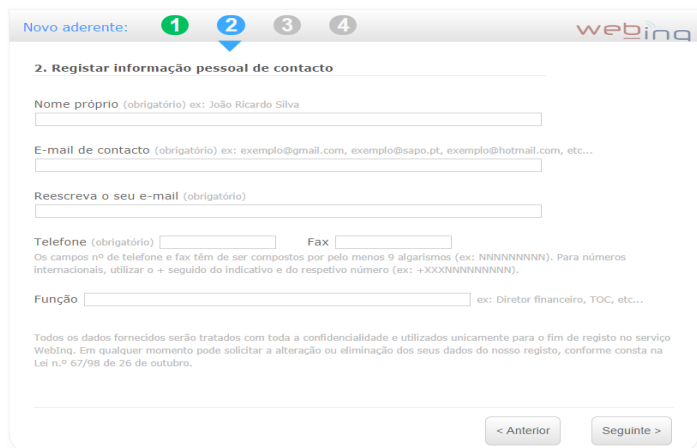 Novo aderente: 1 2 3 4 webinq
2. Registar informação pessoal de contacto
Nome próprio (obrigatório) ex: João Ricardo Silva
E-mail de contacto (obrigatório) ex: exemplo@gmail.com, exemplo@sapo.pt, exemplo@hotmail.com, etc...
Reescreva o seu e-mail (obrigatório)
Telefone (obrigatório) Fax
Os campos nº de telefone e fax têm de ser compostos por pelo menos 9 algarismos (ex: NNNNNNNNN). Para números
internacionais, utilizar o + seguido do indicativo e do respetivo número (ex: +XXXNNNNNNNNN).
Função ex: Diretor financeiro, TOC, etc...
Todos os dados fornecidos serão tratados com toda a confidencialidade e utilizados unicamente para o fim de registo no serviço
WebInq. Em qualquer momento pode solicitar a alteração ou eliminação dos seus dados do nosso registo, conforme consta na
Lei n.º 67/98 de 26 de outubro.
< Anterior Seguinte >